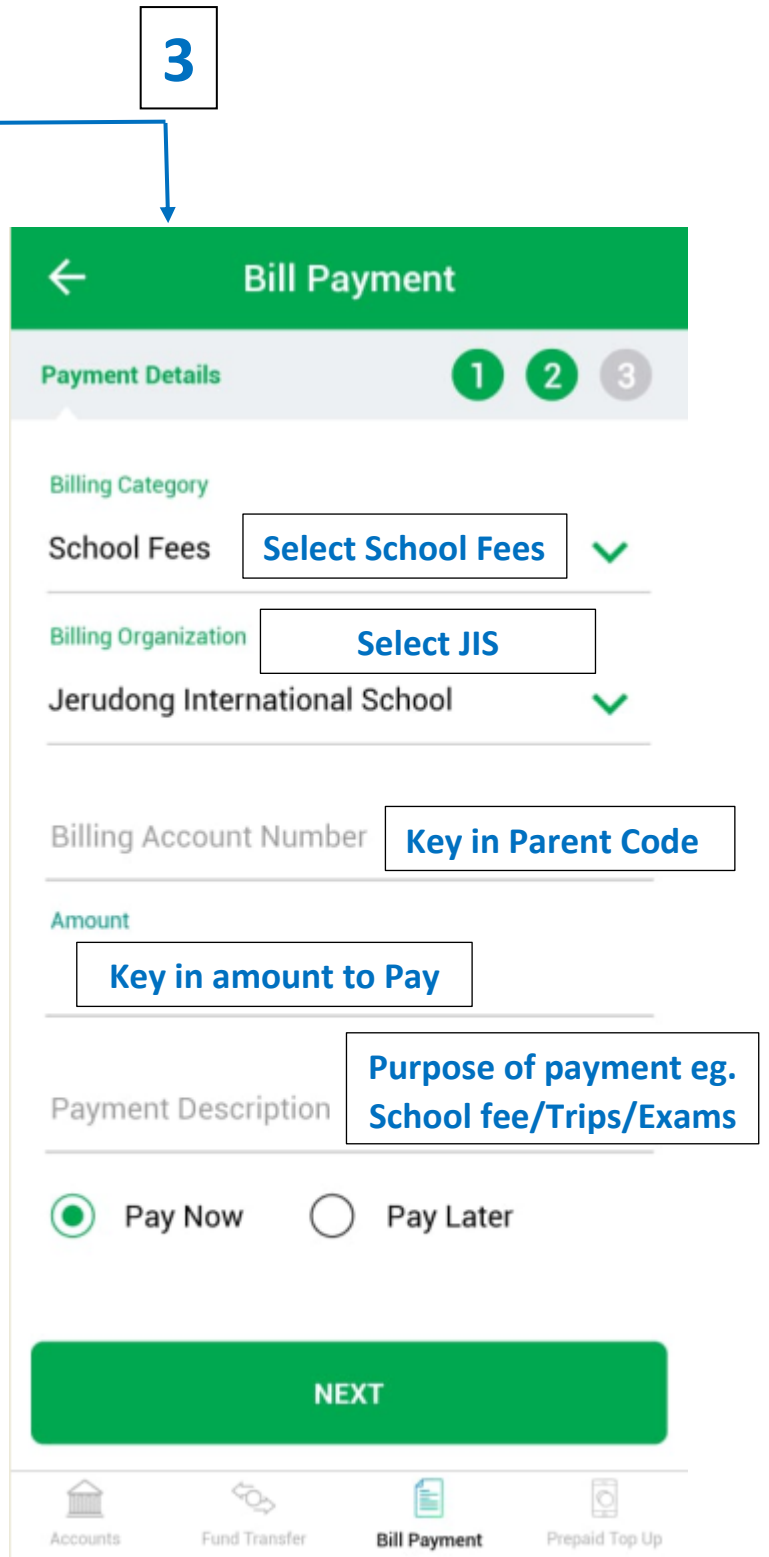 3
Bill Payment
Payment Details
1 2 3
Billing Category
School Fees
Select School Fees
Billing Organization
Select JIS
Jerudong International School
Billing Account Number
Key in Parent Code
Amount
Key in amount to Pay
Payment Description
Purpose of payment eg.
School fee/Trips/Exams
Pay Now
Pay Later
NEXT
Accounts
Fund Transfer
Bill Payment
Prepaid Top Up